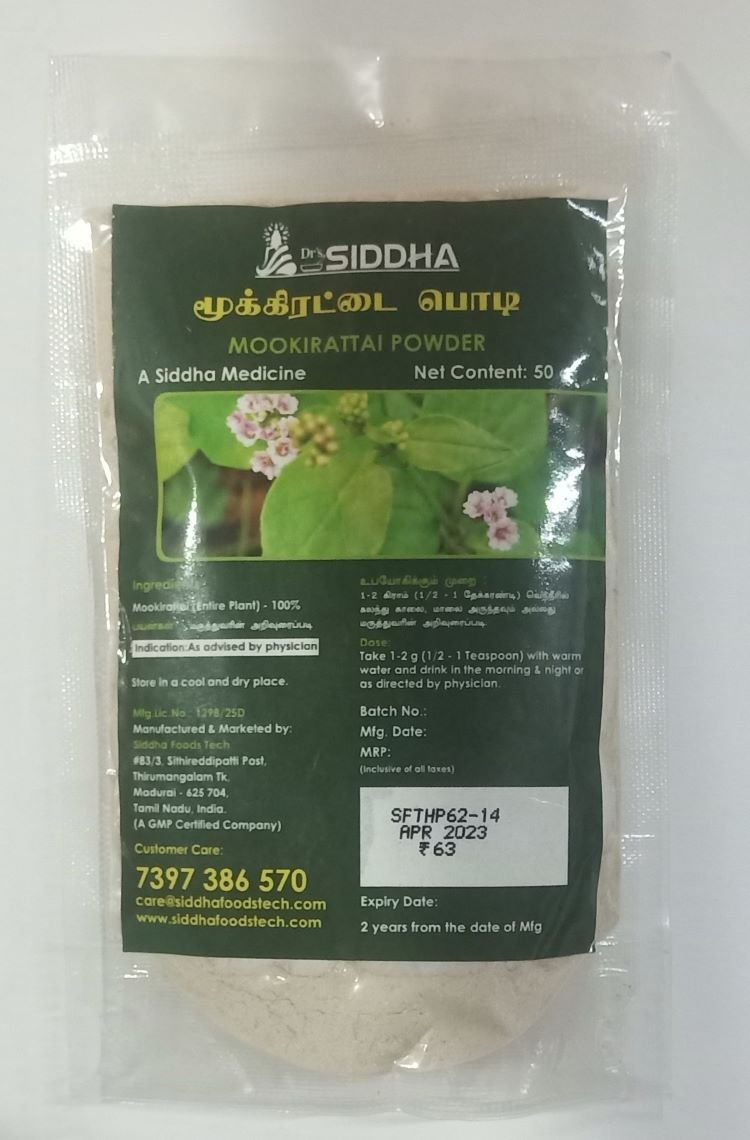 Dr's SIDDHA
மூக்கிரட்டை பொடி
MOOKIRATTAI POWDER
A Siddha Medicine
Net Content: 50
Mookirattai (Entire Plant) - 100%
பயன்கள் : மருத்துவரின் அறிவுரைப்படி
Indication:As advised by physician
Store in a cool and dry place.
Mfg.Lic.No.: 1298/25D
Manufactured & Marketed by:
Siddha Foods Tech
#83/3, Sithireddipatti Post,
Thirumangalam Tk,
Madurai - 625 704,
Tamil Nadu, India.
(A GMP Certified Company)
Customer Care:
7397 386 570
care@siddhafoodstech.com
www.siddhafoodstech.com
உபயோகிக்கும் முறை :
1-2 கிராம் (1/2 - 1 தேக்கரண்டி) வெந்நீரில்
கலந்து காலை, மாலை அருந்தவும் அல்லது
மருத்துவரின் அறிவுரைப்படி.
Dose:
Take 1-2 g (1/2 - 1 Teaspoon) with warm
water and drink in the morning & night or
as directed by physician.
Batch No.:
Mfg. Date:
MRP:
(Inclusive of all taxes)
SFTHP62-14
APR 2023
₹63
Expiry Date:
2 years from the date of Mfg